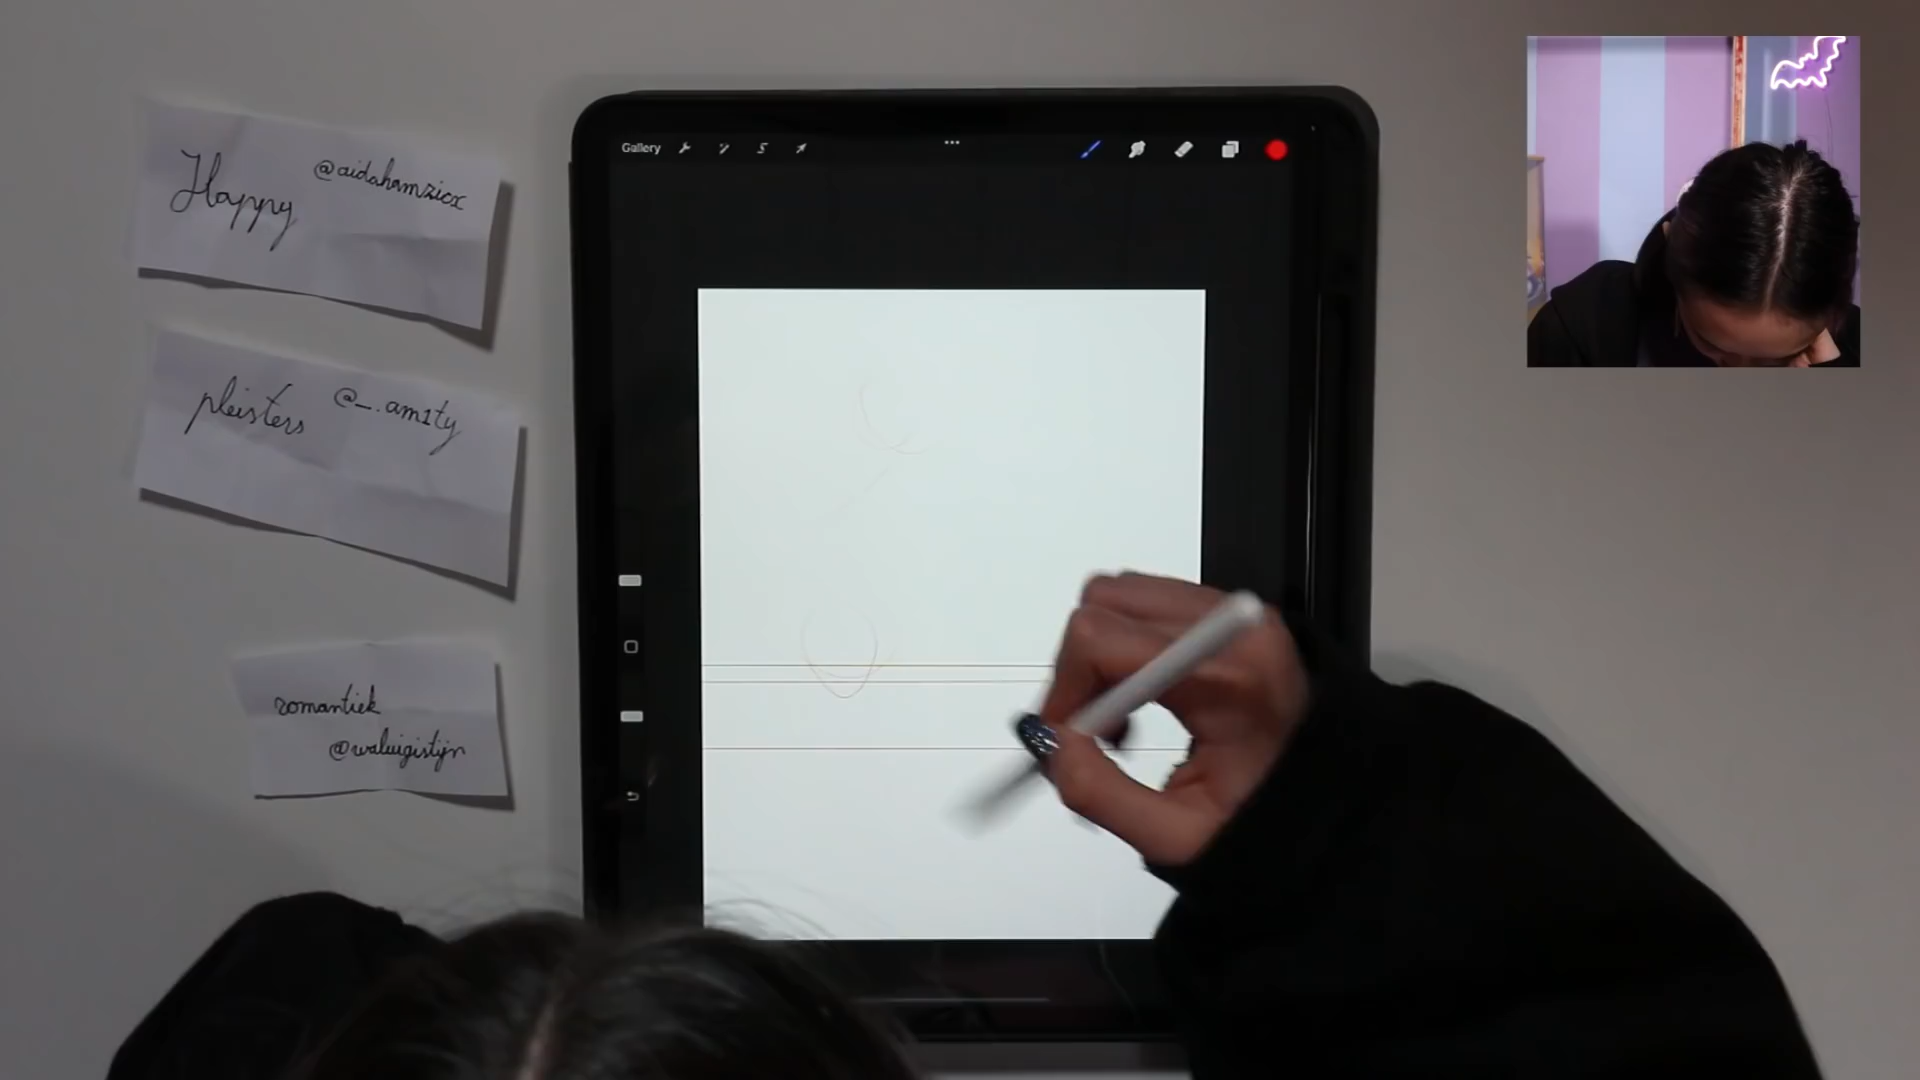 Gallery
Happy @aidahamzicx
pleisters @_.am1ty
romantiek
@waluigistijn